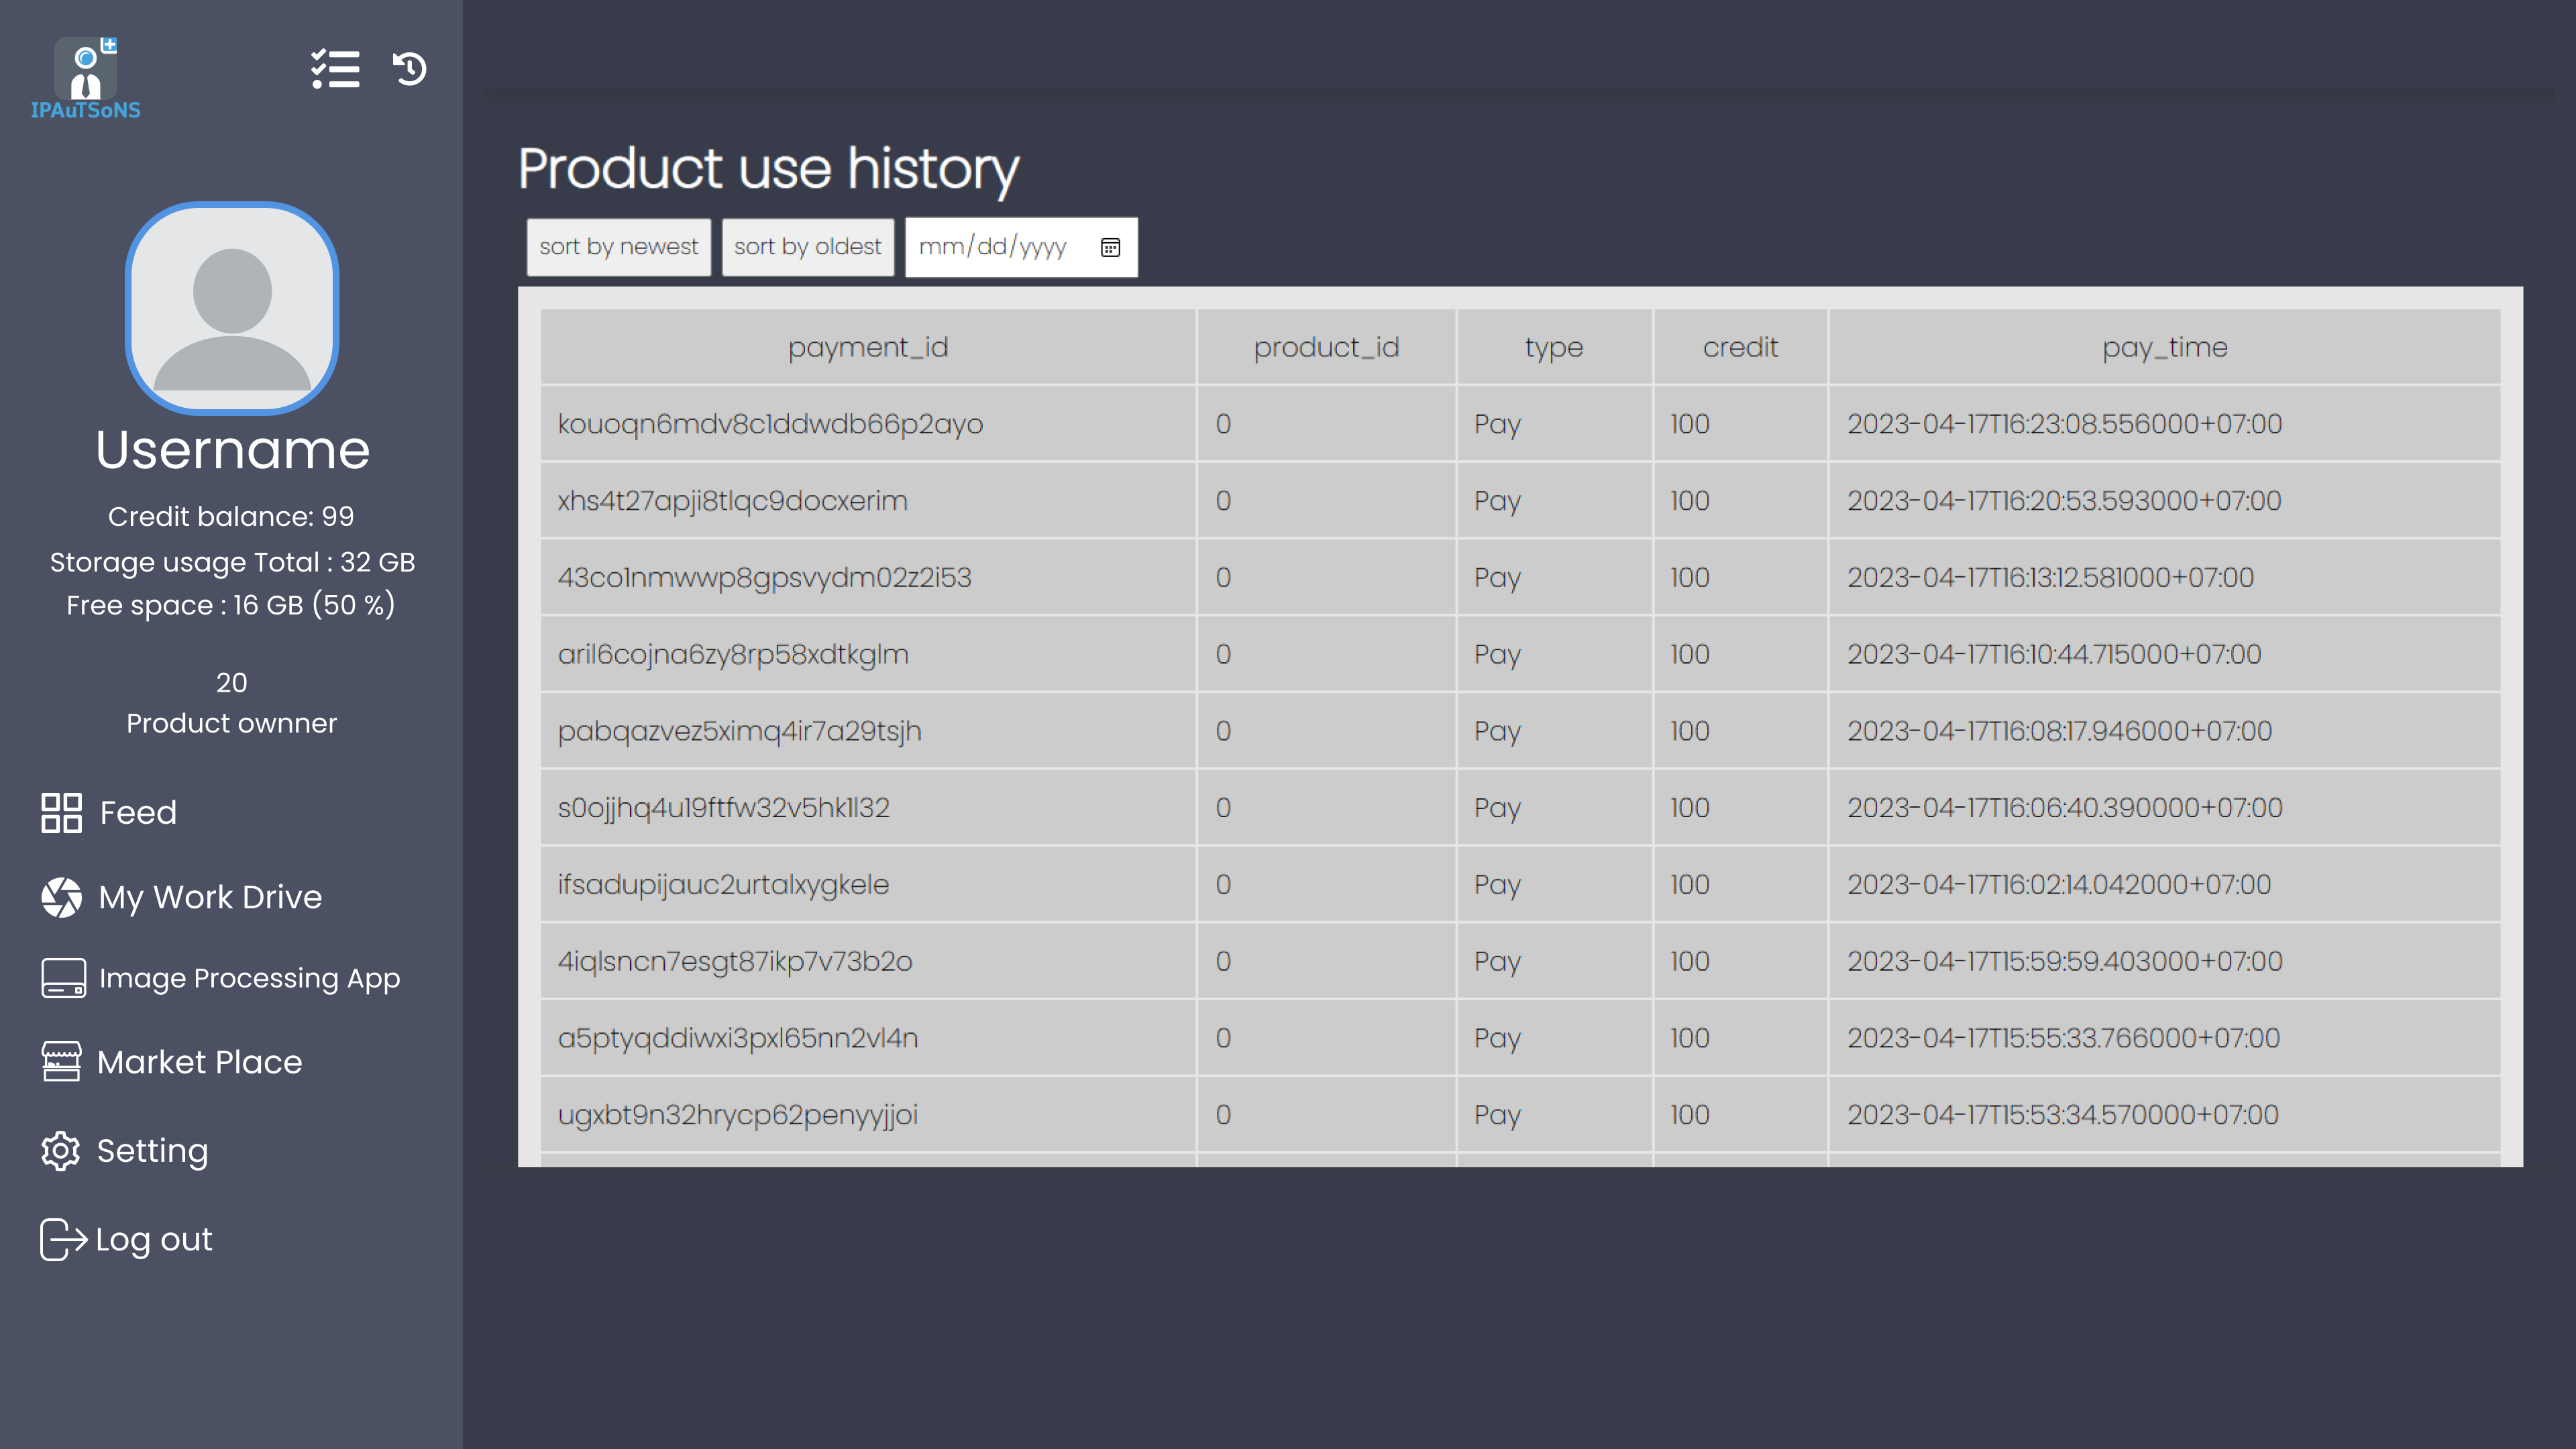 IPAuTSoNS
Username
Credit balance: 99
Storage usage Total : 32 GB
Free space : 16 GB (50 %)
20
Product ownner
Feed
My Work Drive
Image Processing App
Market Place
Setting
Log out
Product use history
sort by newest sort by oldest mm/dd/yyyy
payment_id product_id type credit pay_time
kouoqn6mdv8c1ddwdb66p2ayo 0 Pay 100 2023-04-17T16:23:08.556000+07:00
xhs4t27apji8tlqc9docxerim 0 Pay 100 2023-04-17T16:20:53.593000+07:00
43co1nmwwp8gpsvydm02z2i53 0 Pay 100 2023-04-17T16:13:12.581000+07:00
aril6cojna6zy8rp58xdtkglm 0 Pay 100 2023-04-17T16:10:44.715000+07:00
pabqazvez5ximq4ir7a29tsjh 0 Pay 100 2023-04-17T16:08:17.946000+07:00
s0ojjhq4u19ftfw32v5hk1l32 0 Pay 100 2023-04-17T16:06:40.390000+07:00
ifsadupijauc2urtalxygkele 0 Pay 100 2023-04-17T16:02:14.042000+07:00
4iqlsncn7esgt87ikp7v73b2o 0 Pay 100 2023-04-17T15:59:59.403000+07:00
a5ptyqddiwxi3pxl65nn2vl4n 0 Pay 100 2023-04-17T15:55:33.766000+07:00
ugxbt9n32hrycp62penyyjjoi 0 Pay 100 2023-04-17T15:53:34.570000+07:00